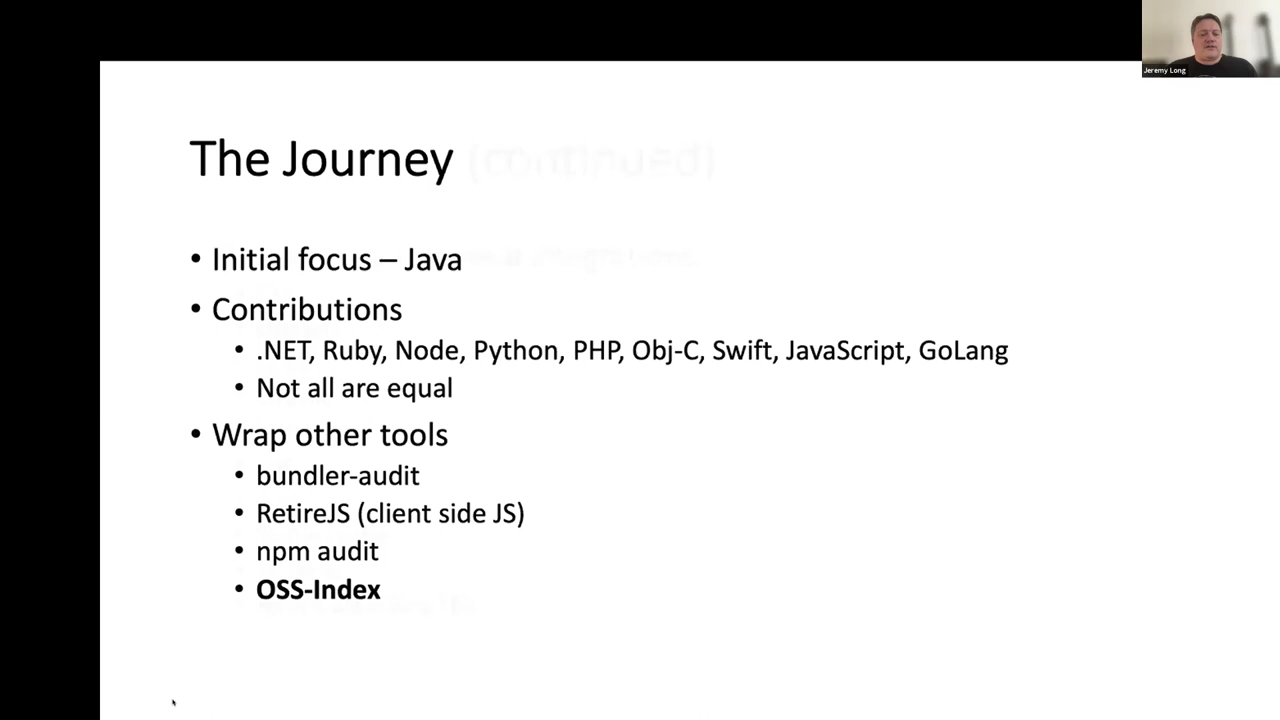 Jeremy Long
The Journey (continued)
• Initial focus – Java
• Contributions
• .NET, Ruby, Node, Python, PHP, Obj-C, Swift, JavaScript, GoLang
• Not all are equal
• Wrap other tools
• bundler-audit
• RetireJS (client side JS)
• npm audit
• OSS-Index